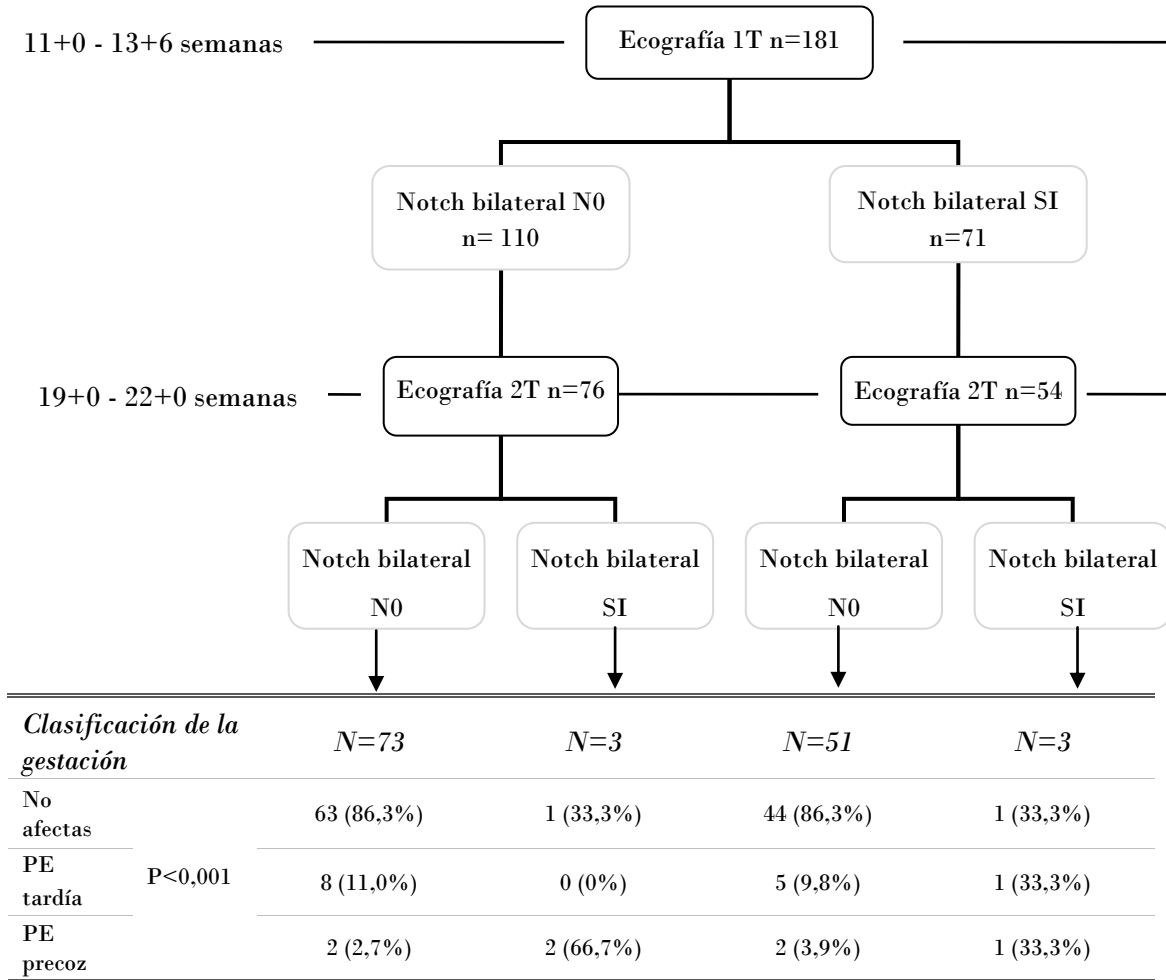 11+0 - 13+6 semanas
Ecografía 1T n=181
Notch bilateral N0
n= 110
Notch bilateral SI
n=71
19+0 - 22+0 semanas
Ecografía 2T n=76
Ecografía 2T n=54
Notch bilateral
N0
Notch bilateral
SI
Notch bilateral
N0
Notch bilateral
SI
Clasificación de la
gestación
N=73
N=3
N=51
N=3
No
afectas
63 (86,3%)
1 (33,3%)
44 (86,3%)
1 (33,3%)
PE
tardía
P<0,001
8 (11,0%)
0 (0%)
5 (9,8%)
1 (33,3%)
PE
precoz
2 (2,7%)
2 (66,7%)
2 (3,9%)
1 (33,3%)